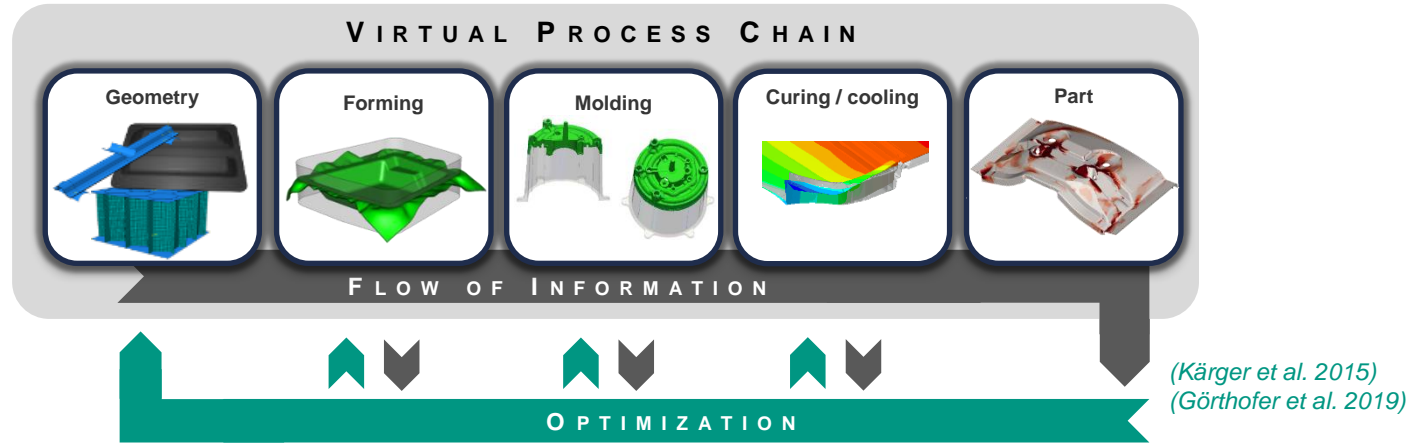 VIRTUAL PROCESS CHAIN
Geometry
Forming
Molding
Curing / cooling
Part
FLOW OF INFORMATION
(Kärger et al. 2015)
(Görthofer et al. 2019)
OPTIMIZATION